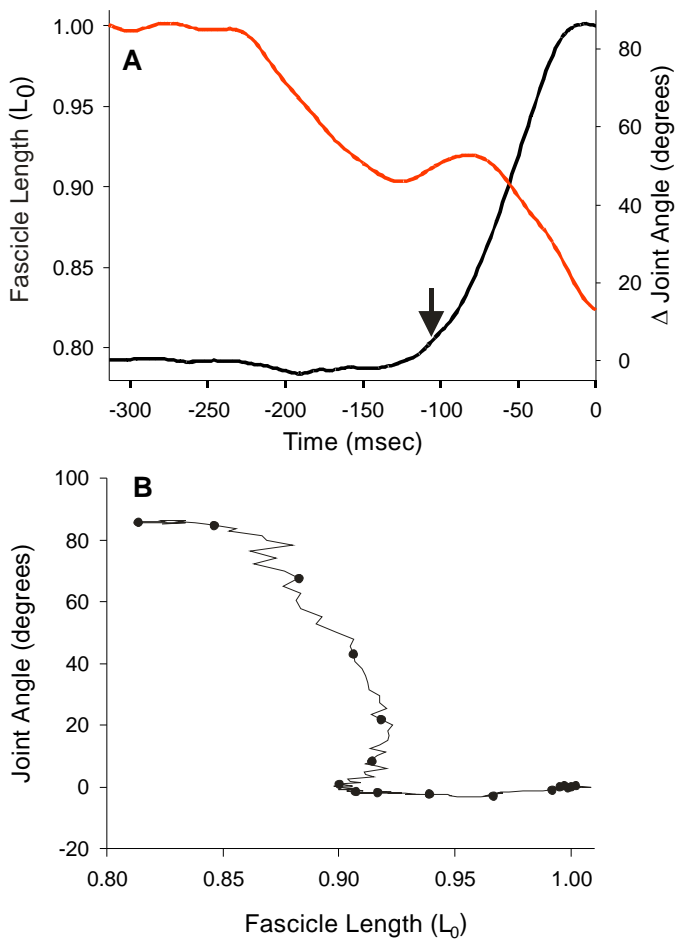 A
1.00
0.95
0.90
0.85
0.80
Fascicle Length (L0)
80
60
40
20
0
Δ Joint Angle (degrees)
-300 -250 -200 -150 -100 -50 0
Time (msec)
B
100
80
60
40
20
0
-20
Joint Angle (degrees)
0.80 0.85 0.90 0.95 1.00
Fascicle Length (L0)